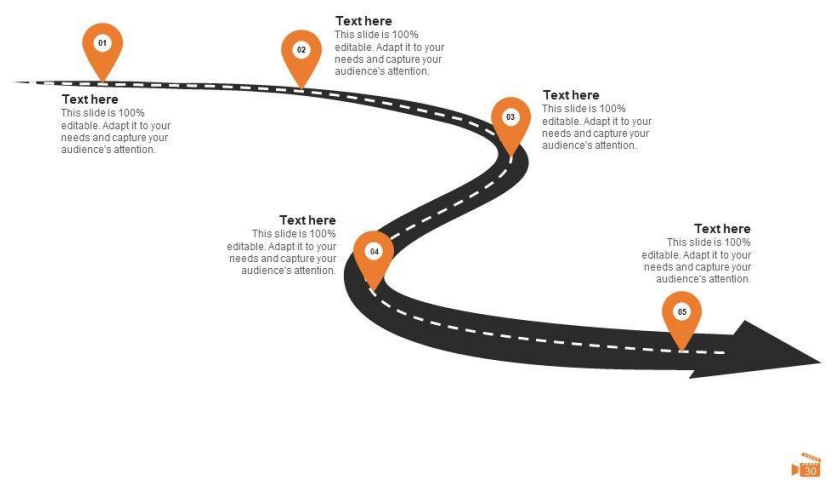 01
Text here
This slide is 100%
editable. Adapt it to your
needs and capture your
audience's attention.
02
Text here
This slide is 100%
editable. Adapt it to your
needs and capture your
audience's attention.
03
Text here
This slide is 100%
editable. Adapt it to your
needs and capture your
audience's attention.
04
Text here
This slide is 100%
editable. Adapt it to your
needs and capture your
audience's attention.
05
Text here
This slide is 100%
editable. Adapt it to your
needs and capture your
audience's attention.
30